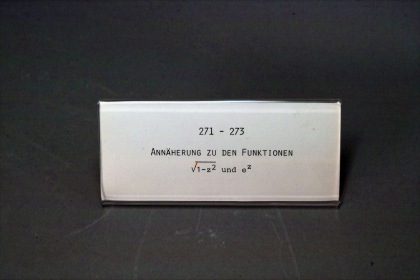 271 - 273
ANNÄHERUNG ZU DEN FUNKTIONEN
√1-z² und e^z